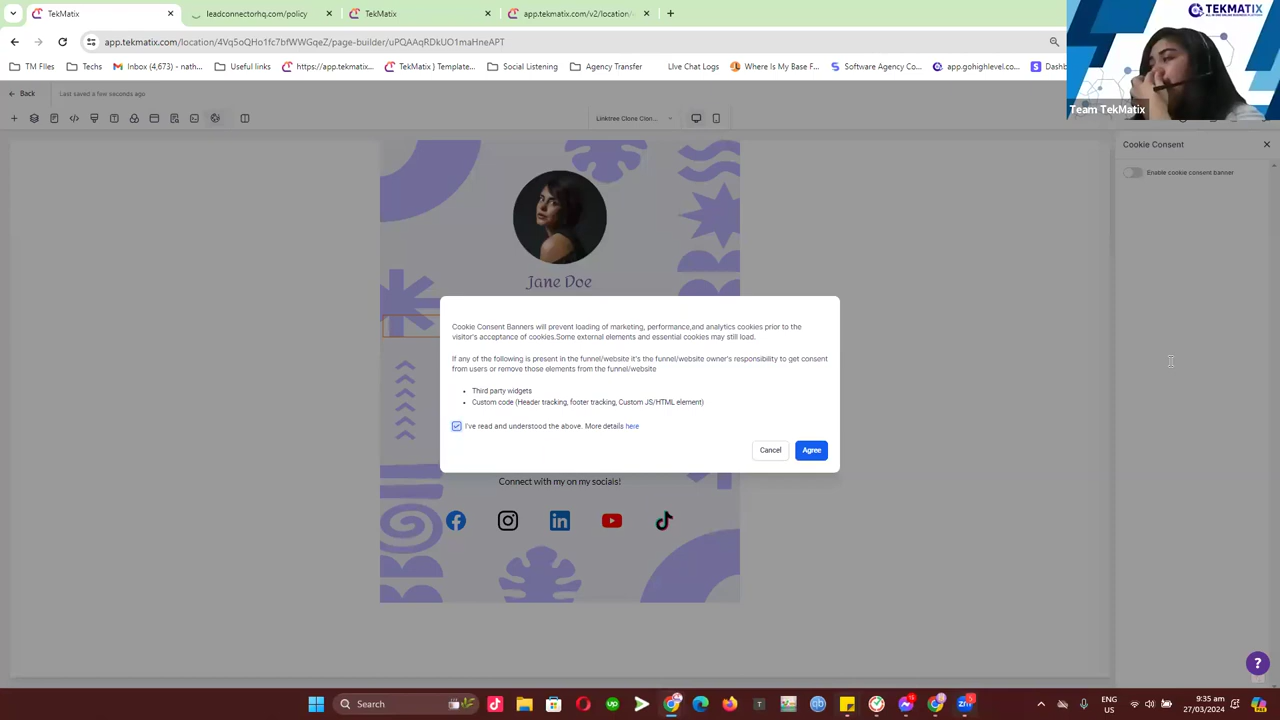 TekMatix
leadconnectorhq.com/policy
TekMatix
app.tekmatix.com/v2/location/
app.tekmatix.com/location/4Vq5oQHo1fc7bfWWGqeZ/page-builder/uPQAAqRDLUO1maHneAPT
TM Files
Techs
Inbox (4,673) - nath...
Useful links
https://app.tekmatix...
TekMatix | Templat...
Social Listening
Agency Transfer
LIve Chat Logs
Where Is My Base F...
Software Agency Co...
app.gohighlevel.co...
Dashb
TEKMATIX
ALL IN ONE ONLINE BUSINESS PLATFORM
Team TekMatix
Back
Last saved a few seconds ago
Linktree Clone Clon...
Cookie Consent
Enable cookie consent banner
Jane Doe
Cookie Consent Banners will prevent loading of marketing, performance,and analytics cookies prior to the
visitor's acceptance of cookies.Some external elements and essential cookies may still load.
If any of the following is present in the funnel/website it's the funnel/website owner's responsibility to get consent
from users or remove those elements from the funnel/website
• Third party widgets
• Custom code (Header tracking, footer tracking, Custom JS/HTML element)
I've read and understood the above. More details here
Cancel
Agree
Connect with my on my socials!
?
Search
ENG
US
9:35 am
27/03/2024